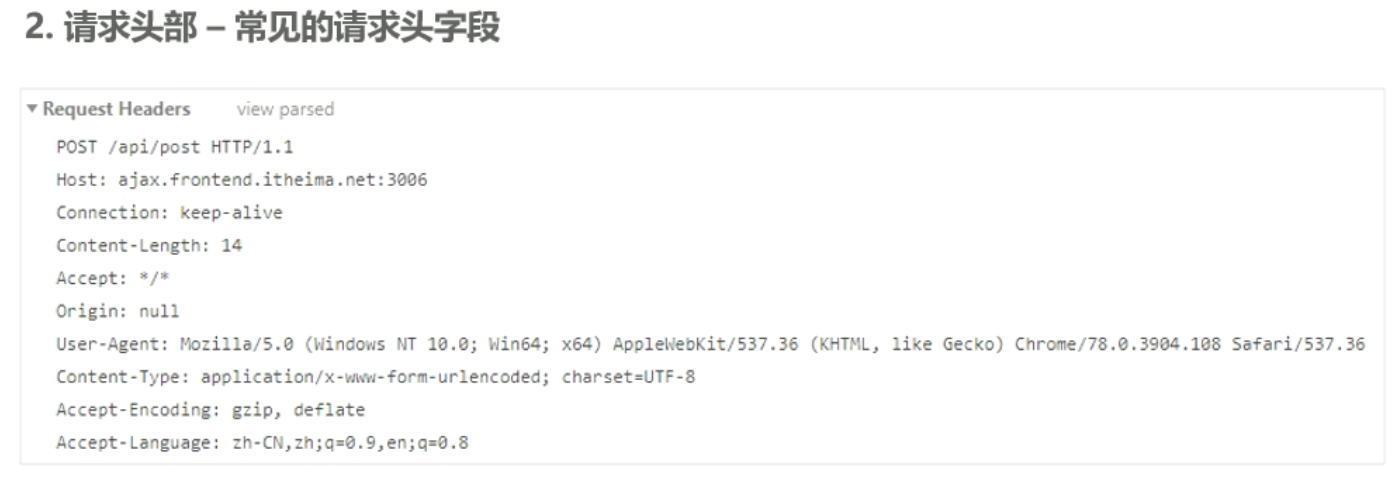 2. 请求头部 – 常见的请求头字段
▼ Request Headers view parsed
POST /api/post HTTP/1.1
Host: ajax.frontend.itheima.net:3006
Connection: keep-alive
Content-Length: 14
Accept: */*
Origin: null
User-Agent: Mozilla/5.0 (Windows NT 10.0; Win64; x64) AppleWebKit/537.36 (KHTML, like Gecko) Chrome/78.0.3904.108 Safari/537.36
Content-Type: application/x-www-form-urlencoded; charset=UTF-8
Accept-Encoding: gzip, deflate
Accept-Language: zh-CN,zh;q=0.9,en;q=0.8